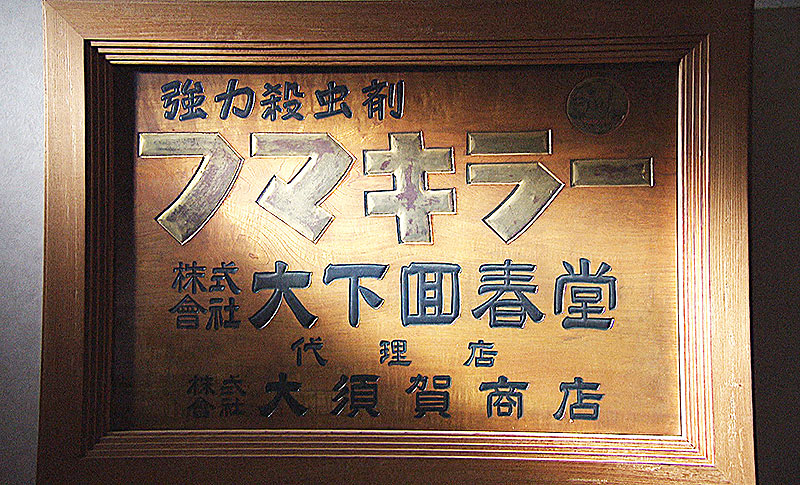 強力殺虫剤
フマキラー
株式會社 大下回春堂
代理店
株式會社 大須賀商店